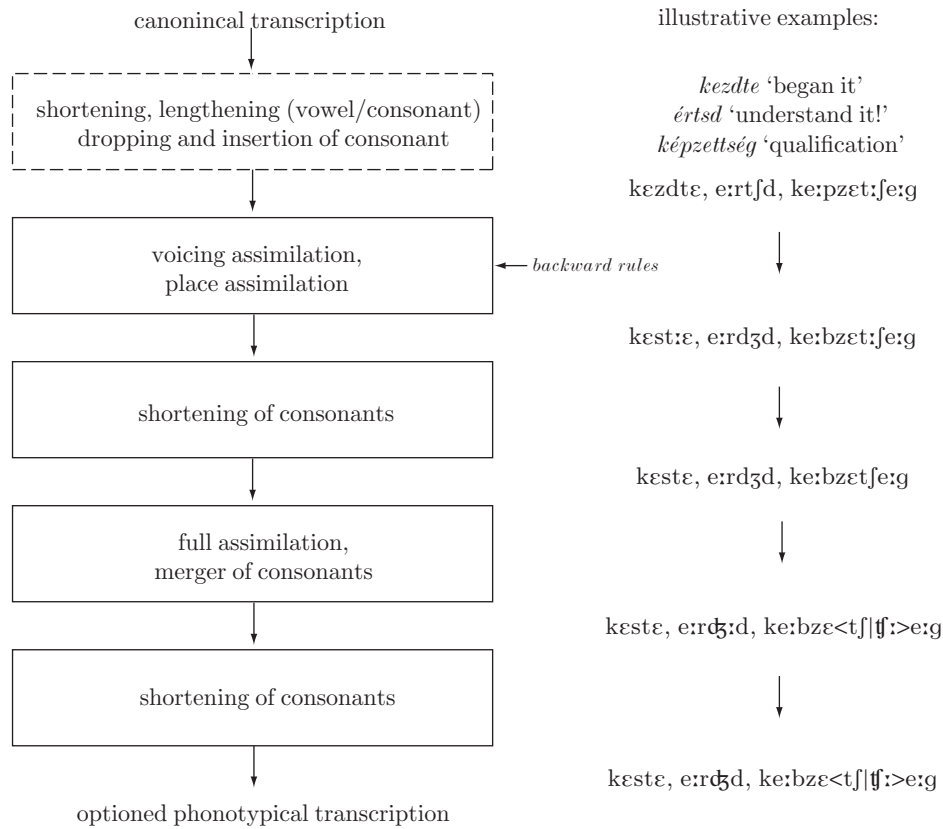 canonincal transcription
shortening, lengthening (vowel/consonant)
dropping and insertion of consonant
voicing assimilation,
place assimilation
backward rules
shortening of consonants
full assimilation,
merger of consonants
shortening of consonants
optioned phonotypical transcription
illustrative examples:
kezdte ‘began it’
értsd ‘understand it!’
képzettség ‘qualification’
kɛzdtɛ, eːrtʃd, keːpzɛtːʃeːg
kɛstːɛ, eːrdʒd, keːbzɛtːʃeːg
kɛstɛ, eːrdʒd, keːbzɛtʃeːg
kɛstɛ, eːrʤːd, keːbzɛ<tʃ|ʧː>eːg
kɛstɛ, eːrʤd, keːbzɛ<tʃ|ʧː>eːg